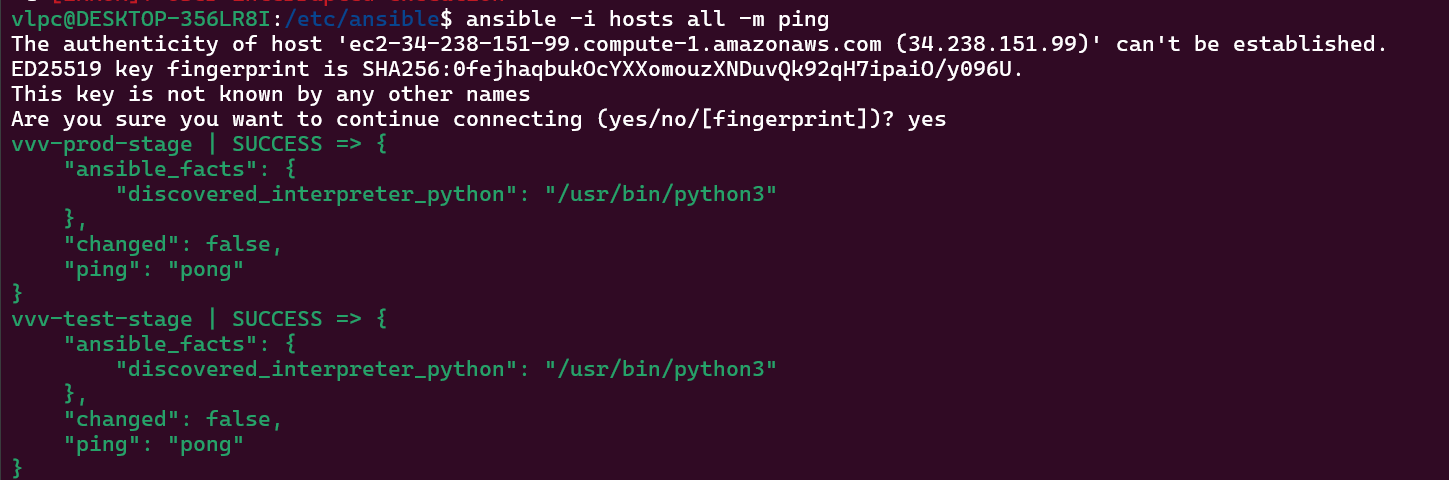 vlpc@DESKTOP-356LR8I:/etc/ansible$ ansible -i hosts all -m ping
The authenticity of host 'ec2-34-238-151-99.compute-1.amazonaws.com (34.238.151.99)' can't be established.
ED25519 key fingerprint is SHA256:0fejhaqbukOcYXXomouzXNDuvQk92qH7ipaiO/y096U.
This key is not known by any other names
Are you sure you want to continue connecting (yes/no/[fingerprint])? yes
vvv-prod-stage | SUCCESS => {
    "ansible_facts": {
        "discovered_interpreter_python": "/usr/bin/python3"
    },
    "changed": false,
    "ping": "pong"
}
vvv-test-stage | SUCCESS => {
    "ansible_facts": {
        "discovered_interpreter_python": "/usr/bin/python3"
    },
    "changed": false,
    "ping": "pong"
}